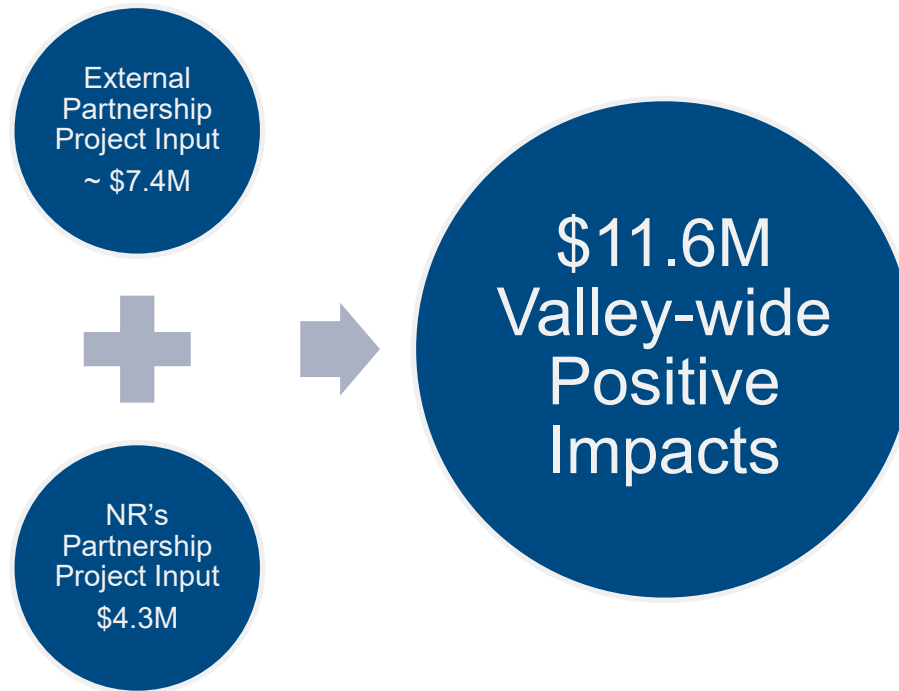 External
Partnership
Project Input
~ $7.4M
NR’s
Partnership
Project Input
$4.3M
$11.6M
Valley-wide
Positive
Impacts